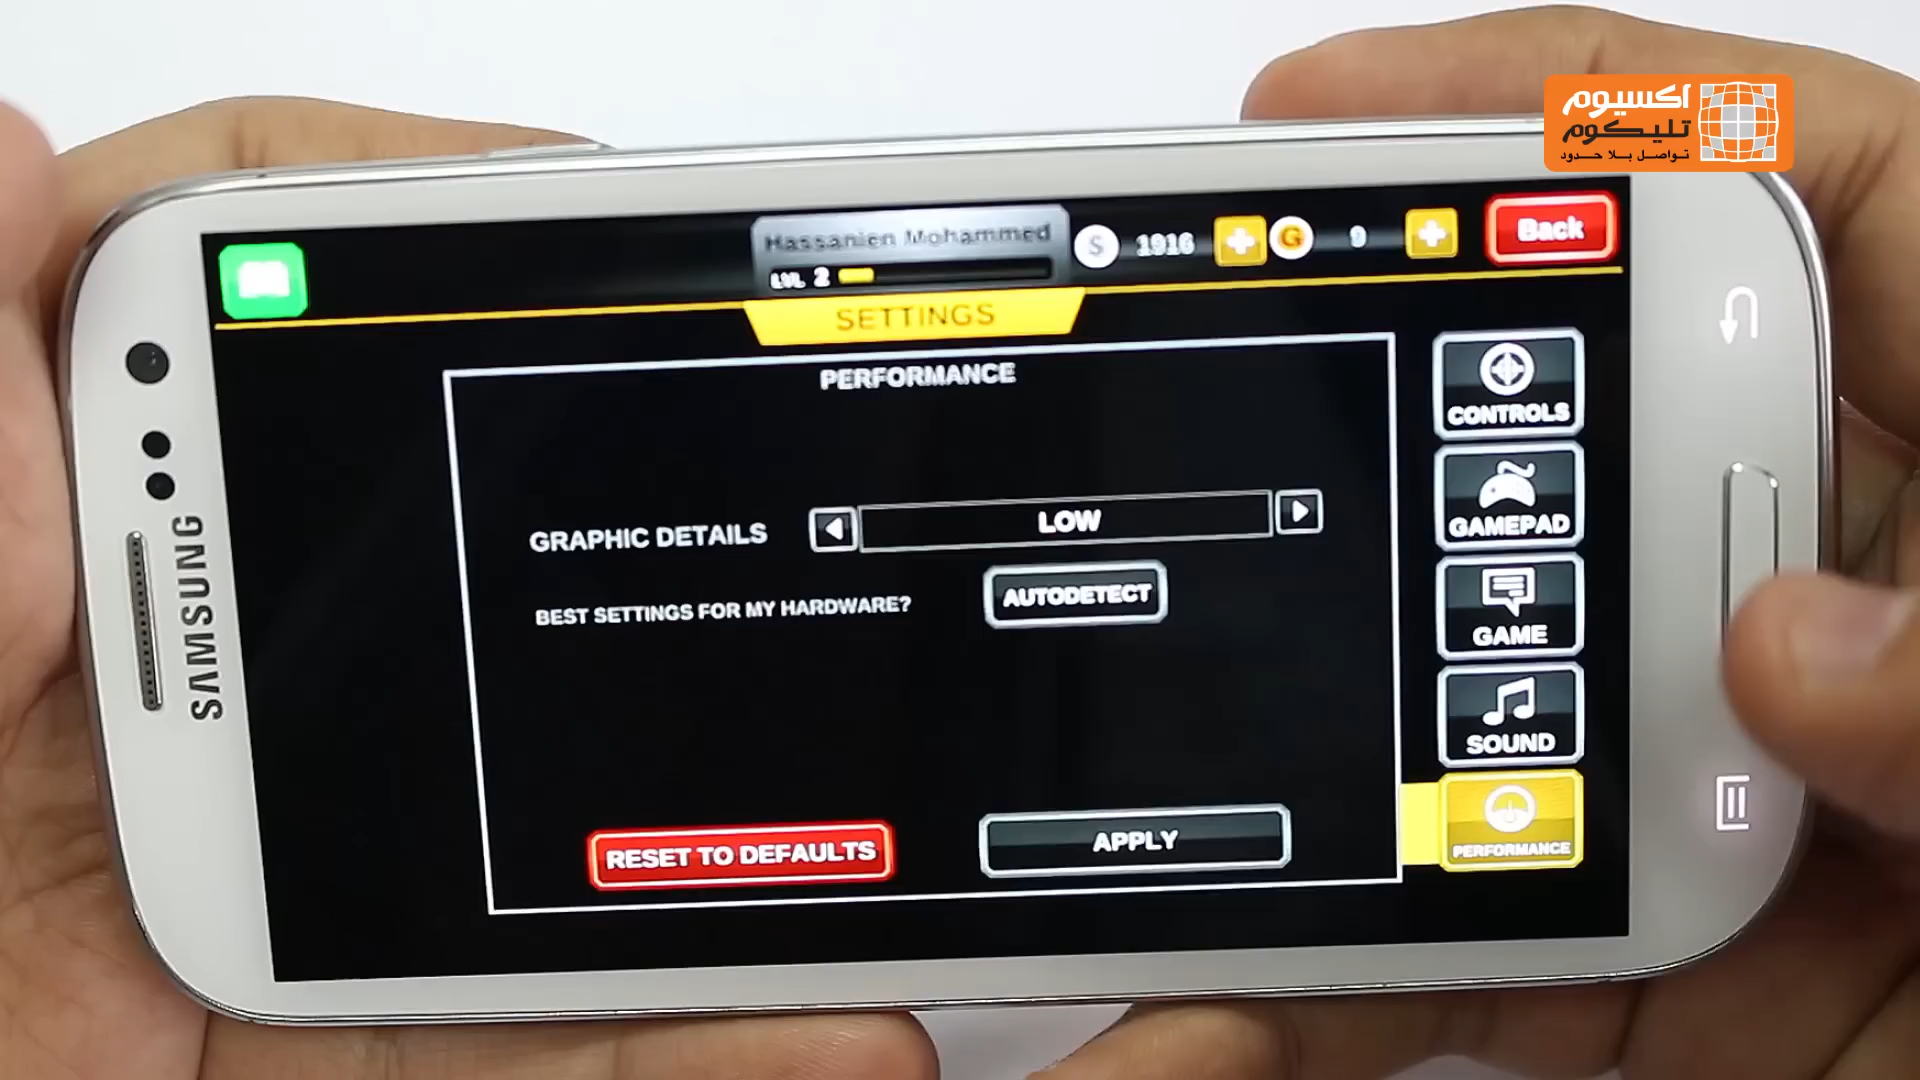 اكسيوم
تليكوم
تواصل بلا حدود
Hassanien Mohammed
LVL 2
S 1916
G 9
Back
SETTINGS
PERFORMANCE
GRAPHIC DETAILS
LOW
BEST SETTINGS FOR MY HARDWARE?
AUTODETECT
RESET TO DEFAULTS
APPLY
CONTROLS
GAMEPAD
GAME
SOUND
PERFORMANCE
SAMSUNG